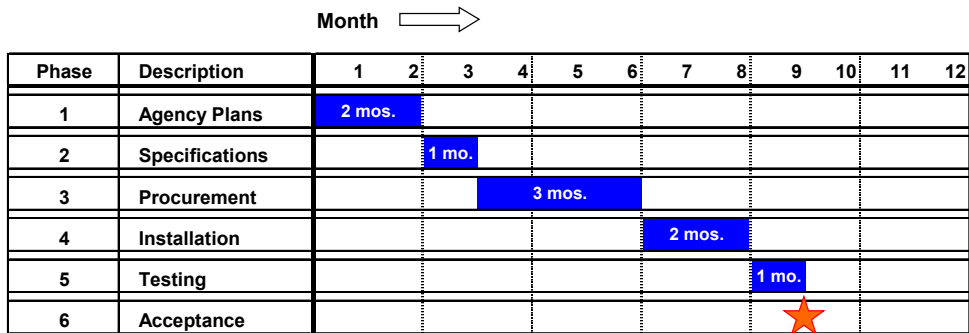 Month
Phase Description 1 2 3 4 5 6 7 8 9 10 11 12
1 Agency Plans 2 mos.
2 Specifications 1 mo.
3 Procurement 3 mos.
4 Installation 2 mos.
5 Testing 1 mo.
6 Acceptance